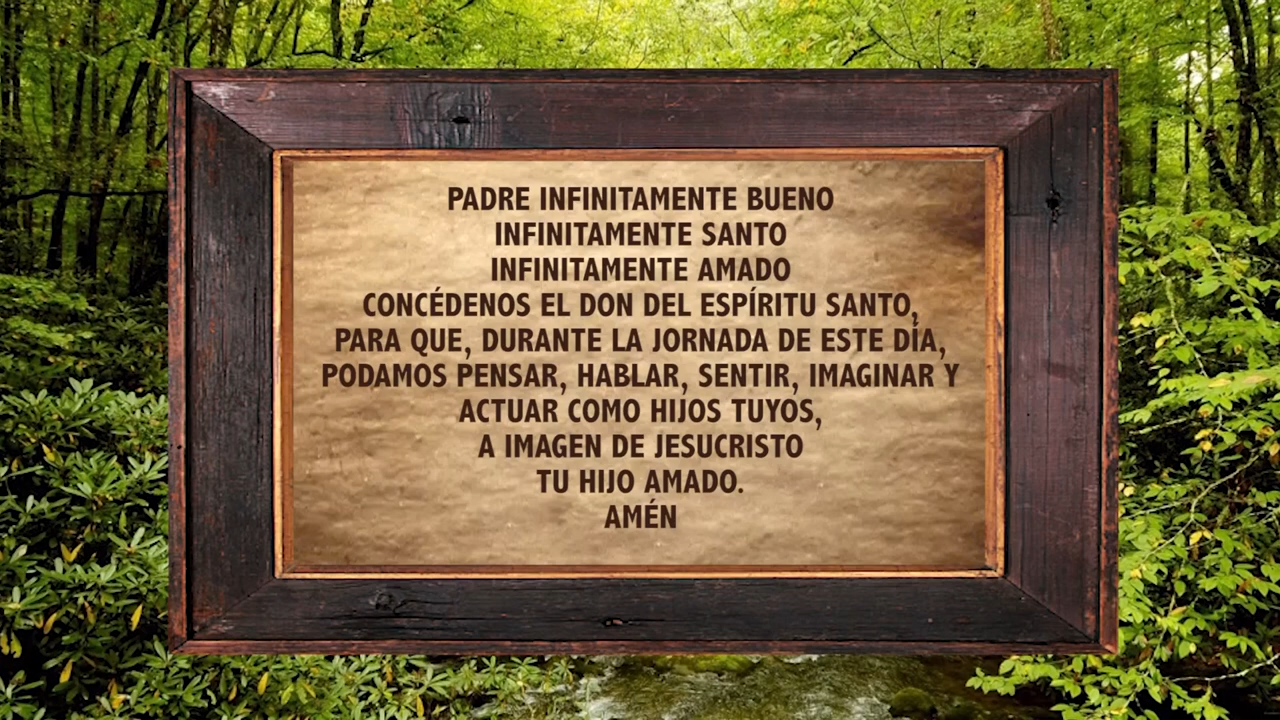 PADRE INFINITAMENTE BUENO
INFINITAMENTE SANTO
INFINITAMENTE AMADO
CONCÉDENOS EL DON DEL ESPÍRITU SANTO,
PARA QUE, DURANTE LA JORNADA DE ESTE DÍA,
PODAMOS PENSAR, HABLAR, SENTIR, IMAGINAR Y
ACTUAR COMO HIJOS TUYOS,
A IMAGEN DE JESUCRISTO
TU HIJO AMADO.
AMÉN